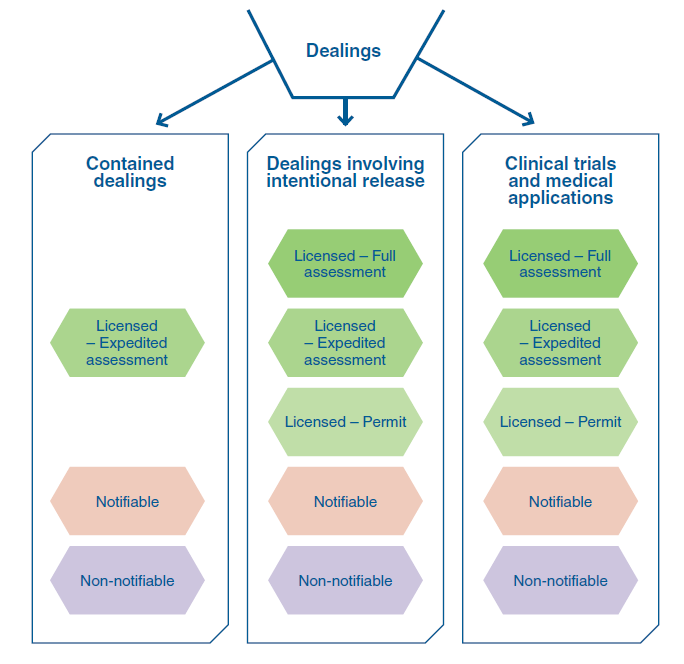 Dealings
Contained
dealings
Licensed
– Expedited
assessment
Notifiable
Non-notifiable
Dealings involving
intentional release
Licensed – Full
assessment
Licensed
– Expedited
assessment
Licensed – Permit
Notifiable
Non-notifiable
Clinical trials
and medical
applications
Licensed – Full
assessment
Licensed
– Expedited
assessment
Licensed – Permit
Notifiable
Non-notifiable